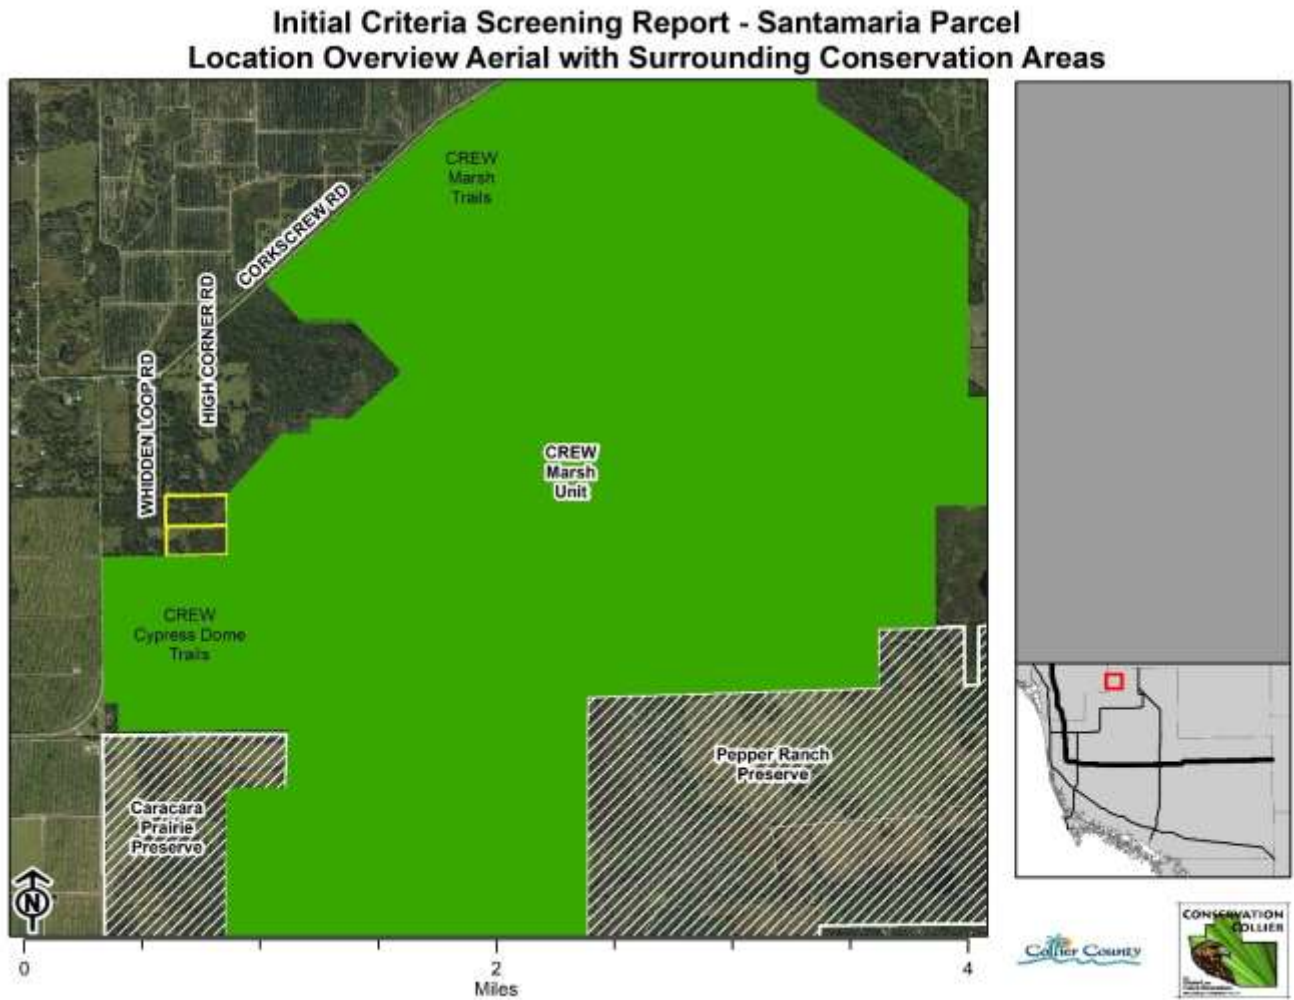 Initial Criteria Screening Report - Santamaria Parcel
Location Overview Aerial with Surrounding Conservation Areas
CREW
Marsh
Trails
CORKSCREW RD
HIGH CORNER RD
WHIDDEN LOOP RD
CREW
Marsh
Unit
CREW
Cypress Dome
Trails
Pepper Ranch
Preserve
Caracara
Prairie
Preserve
N
0 2 4
Miles
Collier County
CONSERVATION
COLLIER